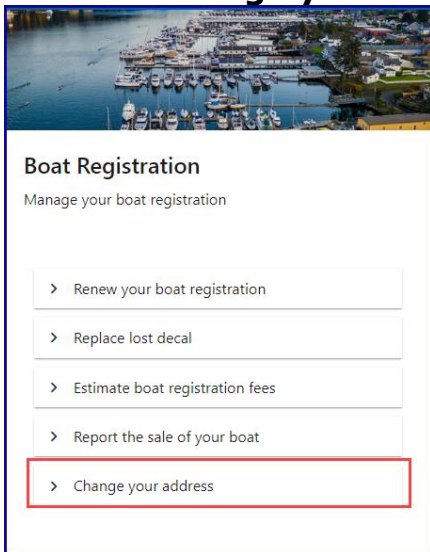 Boat Registration
Manage your boat registration
Renew your boat registration
Replace lost decal
Estimate boat registration fees
Report the sale of your boat
Change your address